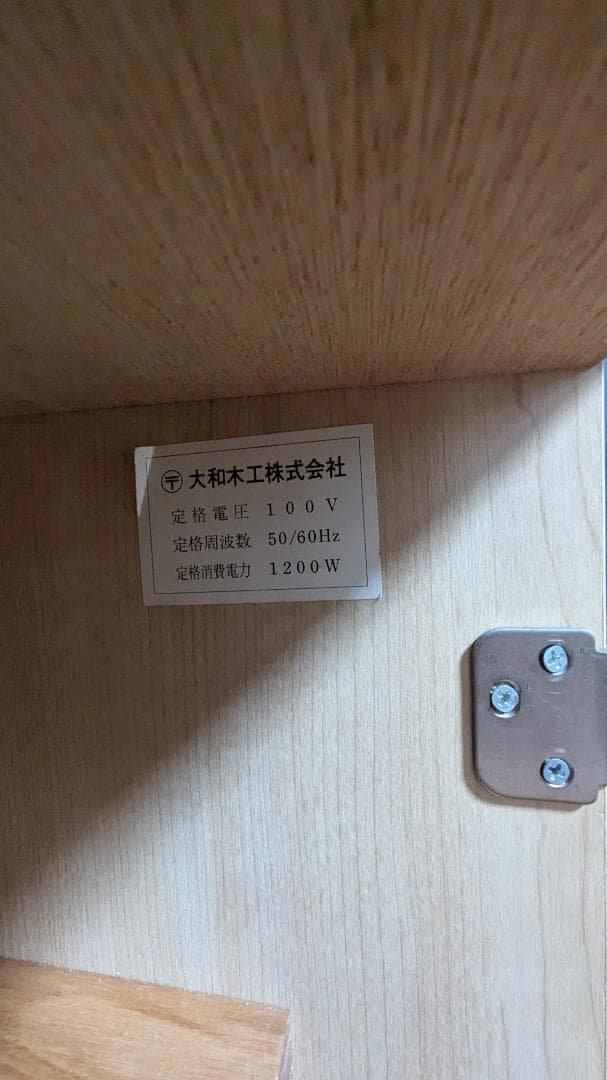 〶大和木工株式会社
定格電圧 100V
定格周波数 50/60Hz
定格消費電力 1200W